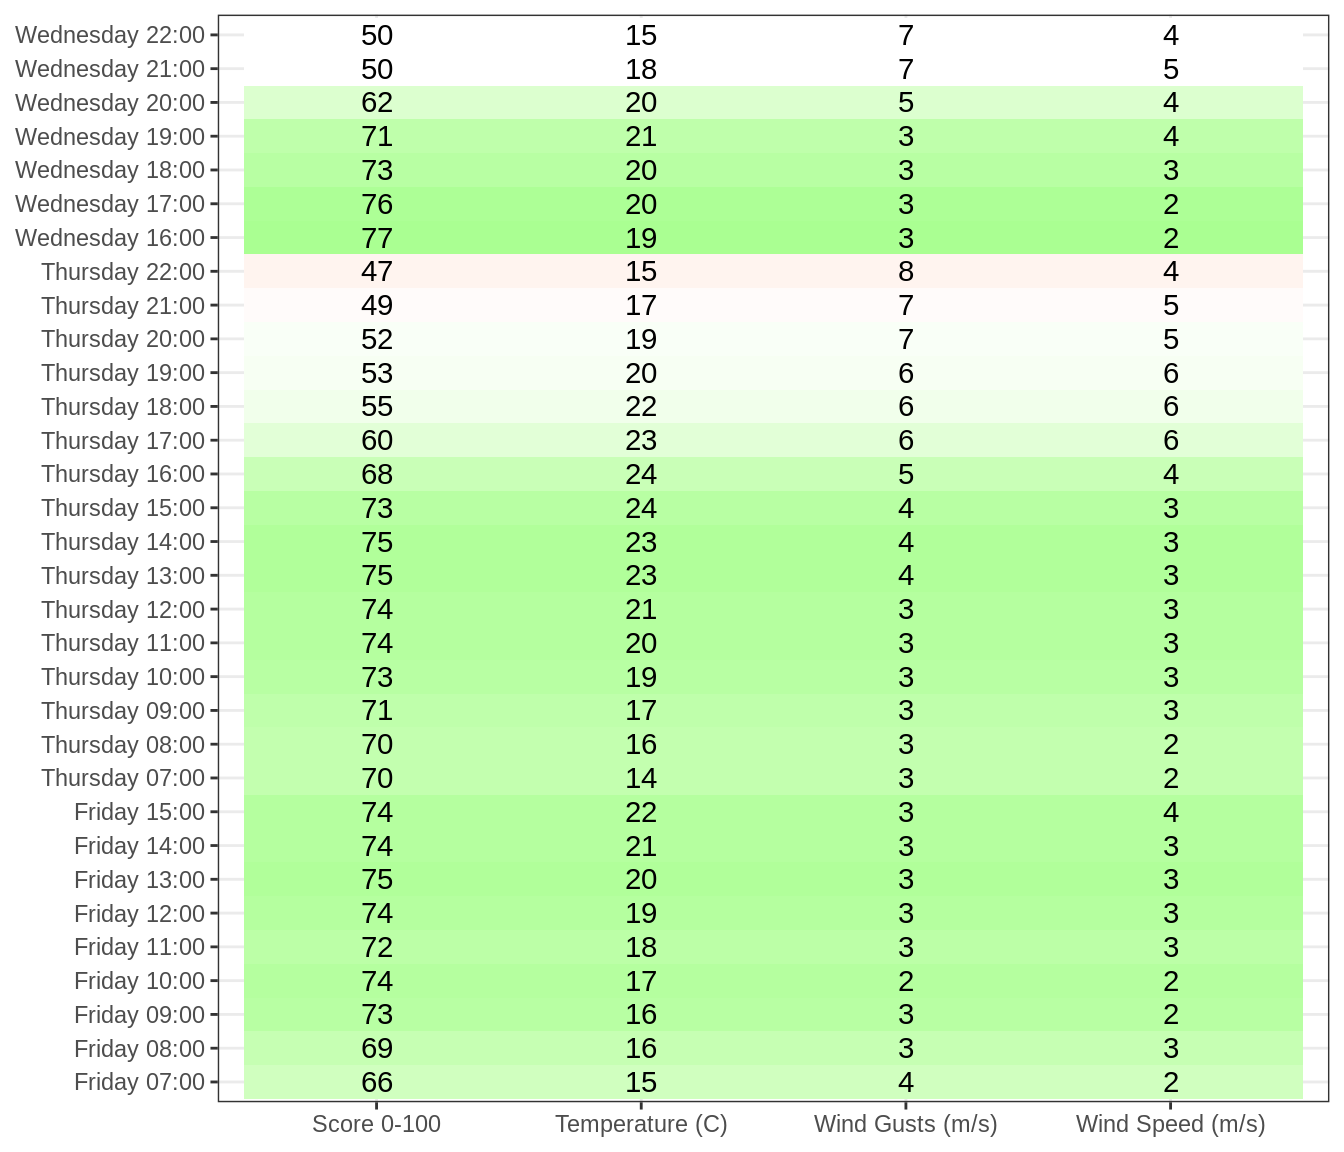 Wednesday 22:00 50 15 7 4
Wednesday 21:00 50 18 7 5
Wednesday 20:00 62 20 5 4
Wednesday 19:00 71 21 3 4
Wednesday 18:00 73 20 3 3
Wednesday 17:00 76 20 3 2
Wednesday 16:00 77 19 3 2
Thursday 22:00 47 15 8 4
Thursday 21:00 49 17 7 5
Thursday 20:00 52 19 7 5
Thursday 19:00 53 20 6 6
Thursday 18:00 55 22 6 6
Thursday 17:00 60 23 6 6
Thursday 16:00 68 24 5 4
Thursday 15:00 73 24 4 3
Thursday 14:00 75 23 4 3
Thursday 13:00 75 23 4 3
Thursday 12:00 74 21 3 3
Thursday 11:00 74 20 3 3
Thursday 10:00 73 19 3 3
Thursday 09:00 71 17 3 3
Thursday 08:00 70 16 3 2
Thursday 07:00 70 14 3 2
Friday 15:00 74 22 3 4
Friday 14:00 74 21 3 3
Friday 13:00 75 20 3 3
Friday 12:00 74 19 3 3
Friday 11:00 72 18 3 3
Friday 10:00 74 17 2 2
Friday 09:00 73 16 3 2
Friday 08:00 69 16 3 3
Friday 07:00 66 15 4 2
Score 0-100 Temperature (C) Wind Gusts (m/s) Wind Speed (m/s)